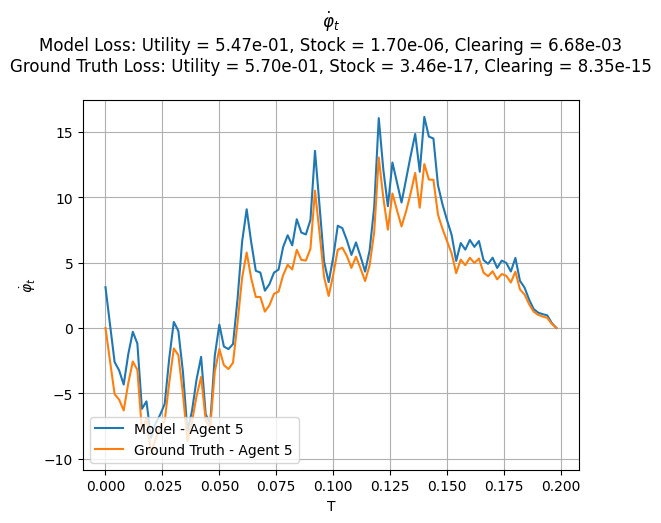 φ̇_t
Model Loss: Utility = 5.47e-01, Stock = 1.70e-06, Clearing = 6.68e-03
Ground Truth Loss: Utility = 5.70e-01, Stock = 3.46e-17, Clearing = 8.35e-15
15
10
5
0
−5
−10
φ̇_t
Model - Agent 5
Ground Truth - Agent 5
0.000 0.025 0.050 0.075 0.100 0.125 0.150 0.175 0.200
T